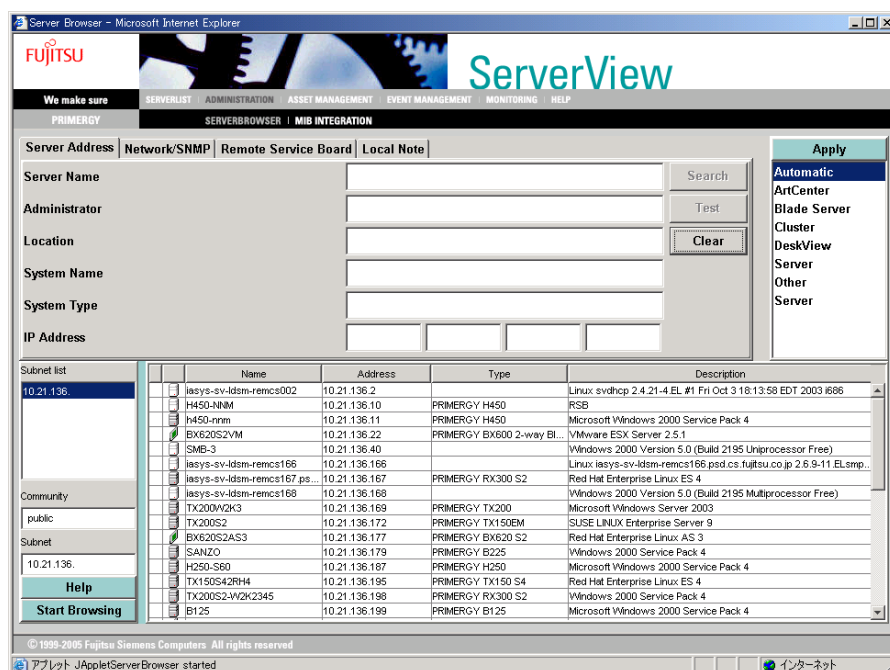 Server Browser - Microsoft Internet Explorer
FUJITSU
ServerView
We make sure
SERVERLIST | ADMINISTRATION | ASSET MANAGEMENT | EVENT MANAGEMENT | MONITORING | HELP
PRIMERGY
SERVERBROWSER | MIB INTEGRATION
Server Address Network/SNMP Remote Service Board Local Note
Apply
Server Name
Search
Automatic
ArtCenter
Administrator
Test
Blade Server
Cluster
Location
Clear
DeskView
Server
System Name
Other
Server
System Type
IP Address
Subnet list
10.21.136.
Community
public
Subnet
10.21.136.
Help
Start Browsing
Name Address Type Description
iasys-sv-ldsm-remcs002 10.21.136.2 Linux svdhcp 2.4.21-4.EL #1 Fri Oct 3 18:13:58 EDT 2003 i686
H450-NNM 10.21.136.10 PRIMERGY H450 RSB
h450-nnm 10.21.136.11 PRIMERGY H450 Microsoft Windows 2000 Service Pack 4
BX620S2VM 10.21.136.22 PRIMERGY BX600 2-way Bl... VMware ESX Server 2.5.1
SMB-3 10.21.136.40 Windows 2000 Version 5.0 (Build 2195 Uniprocessor Free)
iasys-sv-ldsm-remcs166 10.21.136.166 Linux iasys-sv-ldsm-remcs166.psd.cs.fujitsu.co.jp 2.6.9-11.ELsmp..
iasys-sv-ldsm-remcs167.ps... 10.21.136.167 PRIMERGY RX300 S2 Red Hat Enterprise Linux ES 4
iasys-sv-ldsm-remcs168 10.21.136.168 Windows 2000 Version 5.0 (Build 2195 Multiprocessor Free)
TX200W2K3 10.21.136.169 PRIMERGY TX200 Microsoft Windows Server 2003
TX200S2 10.21.136.172 PRIMERGY TX150EM SUSE LINUX Enterprise Server 9
BX620S2AS3 10.21.136.177 PRIMERGY BX620 S2 Red Hat Enterprise Linux AS 3
SANZO 10.21.136.179 PRIMERGY B225 Windows 2000 Service Pack 4
H250-S60 10.21.136.187 PRIMERGY H250 Microsoft Windows 2000 Service Pack 4
TX150S42RH4 10.21.136.195 PRIMERGY TX150 S4 Red Hat Enterprise Linux ES 4
TX200S2-W2K2345 10.21.136.198 PRIMERGY RX300 S2 Windows 2000 Service Pack 4
B125 10.21.136.199 PRIMERGY B125 Microsoft Windows 2000 Service Pack 4
© 1999-2005 Fujitsu Siemens Computers All rights reserved
アプレット JAppletServerBrowser started
インターネット